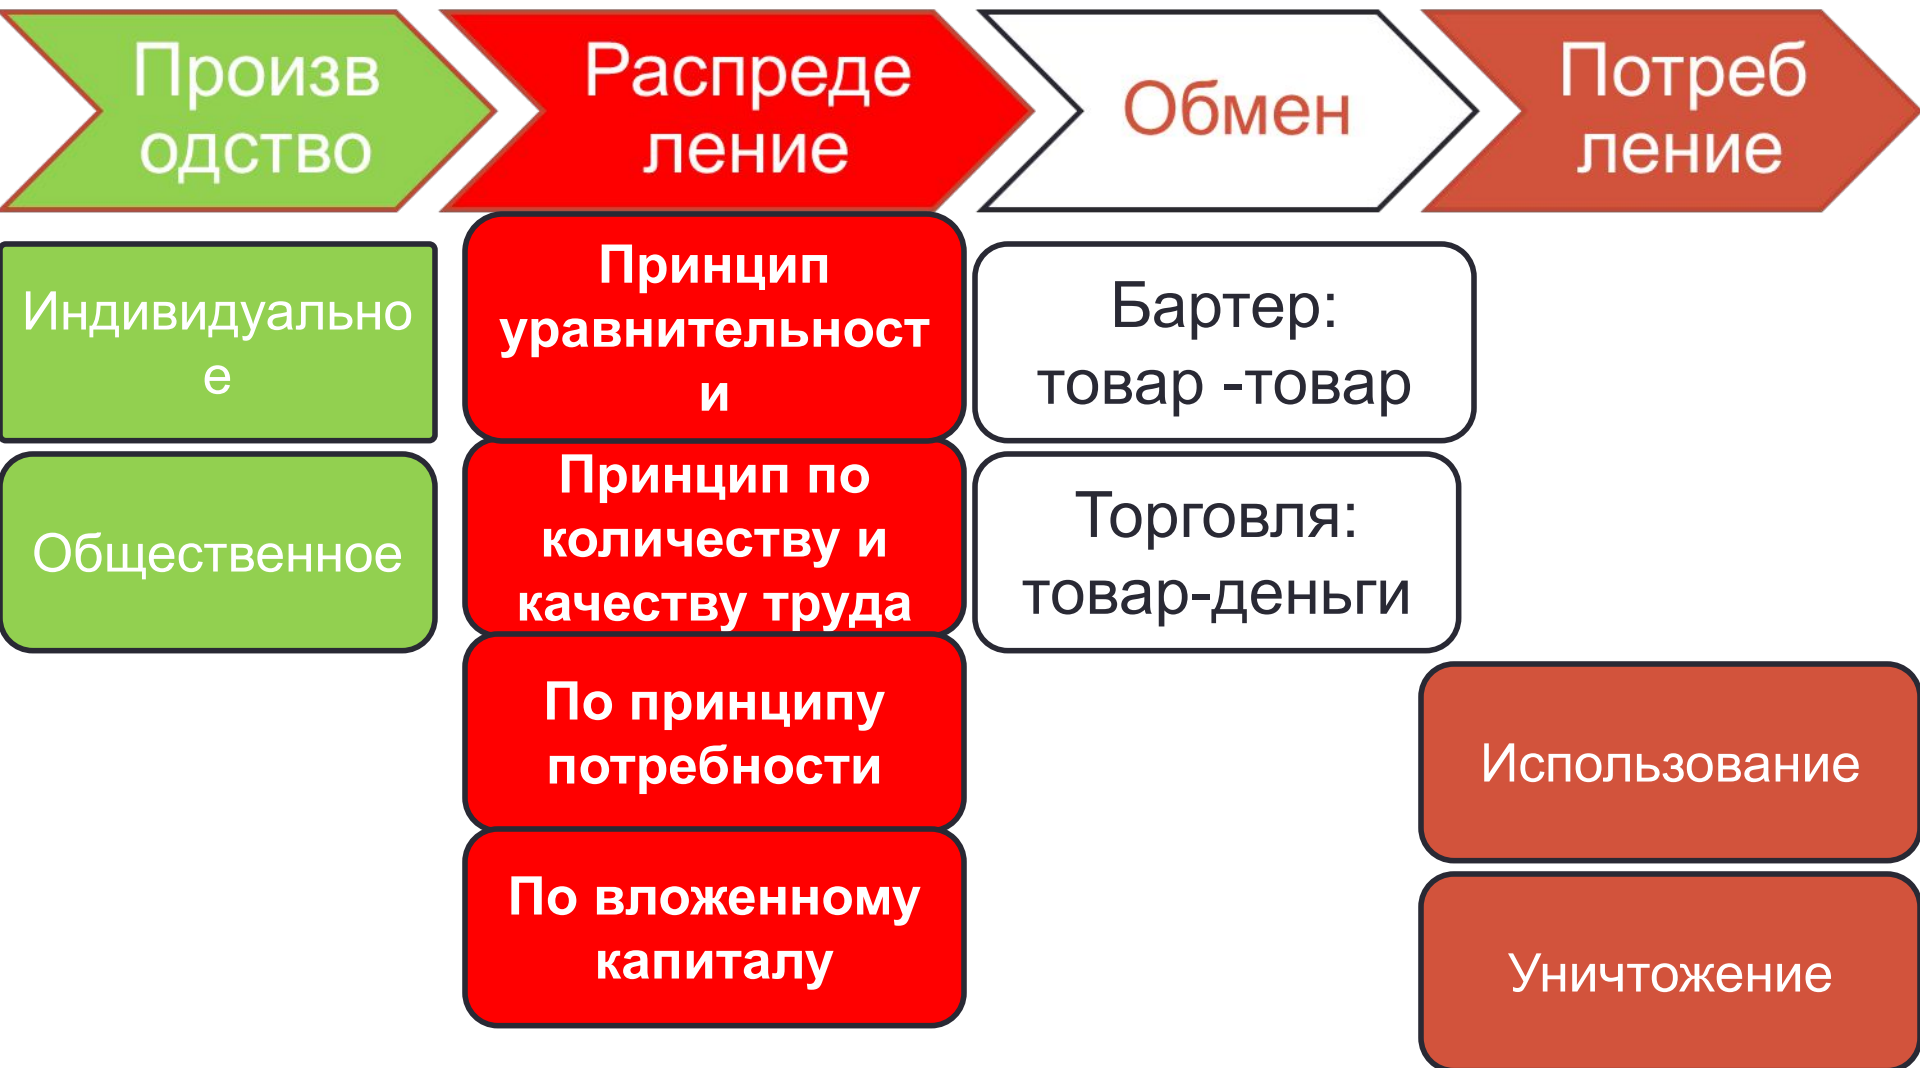 Произв
одство
Распреде
ление
Обмен
Потреб
ление
Индивидуально
е
Общественное
Принцип
уравнительност
и
Принцип по
количеству и
качеству труда
По принципу
потребности
По вложенному
капиталу
Бартер:
товар -товар
Торговля:
товар-деньги
Использование
Уничтожение